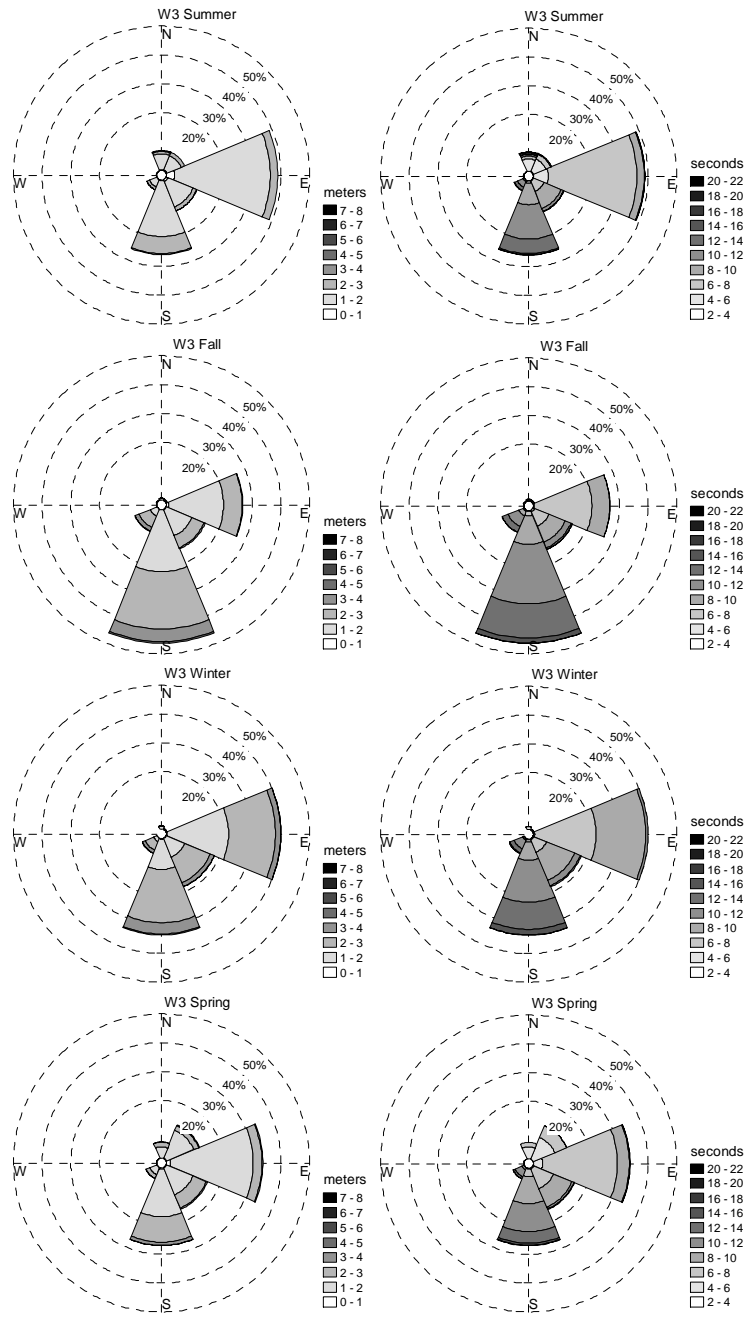 W3 Summer
N
50%
40%
30%
20%
W
E
S
meters
7 - 8
6 - 7
5 - 6
4 - 5
3 - 4
2 - 3
1 - 2
0 - 1
W3 Summer
N
50%
40%
30%
20%
W
E
S
seconds
20 - 22
18 - 20
16 - 18
14 - 16
12 - 14
10 - 12
8 - 10
6 - 8
4 - 6
2 - 4
W3 Fall
N
50%
40%
30%
20%
W
E
S
meters
7 - 8
6 - 7
5 - 6
4 - 5
3 - 4
2 - 3
1 - 2
0 - 1
W3 Fall
N
50%
40%
30%
20%
W
E
S
seconds
20 - 22
18 - 20
16 - 18
14 - 16
12 - 14
10 - 12
8 - 10
6 - 8
4 - 6
2 - 4
W3 Winter
N
50%
40%
30%
20%
W
E
S
meters
7 - 8
6 - 7
5 - 6
4 - 5
3 - 4
2 - 3
1 - 2
0 - 1
W3 Winter
N
50%
40%
30%
20%
W
E
S
seconds
20 - 22
18 - 20
16 - 18
14 - 16
12 - 14
10 - 12
8 - 10
6 - 8
4 - 6
2 - 4
W3 Spring
N
50%
40%
30%
20%
W
E
S
meters
7 - 8
6 - 7
5 - 6
4 - 5
3 - 4
2 - 3
1 - 2
0 - 1
W3 Spring
N
50%
40%
30%
20%
W
E
S
seconds
20 - 22
18 - 20
16 - 18
14 - 16
12 - 14
10 - 12
8 - 10
6 - 8
4 - 6
2 - 4